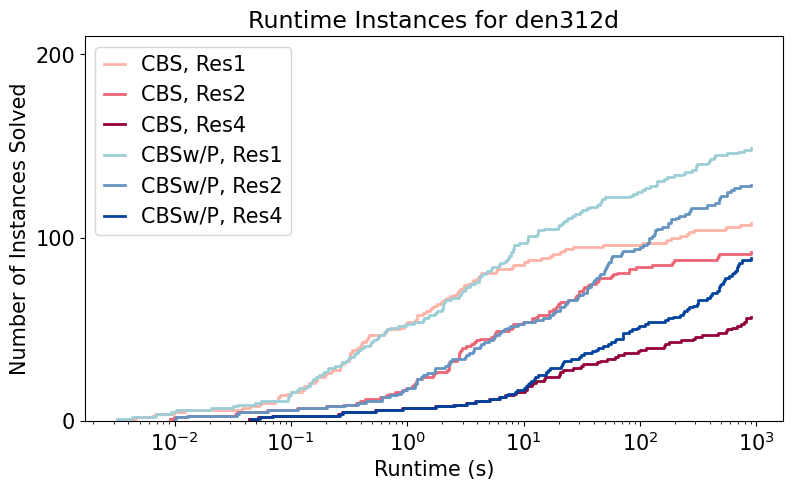 Runtime Instances for den312d
Number of Instances Solved
200
100
0
CBS, Res1
CBS, Res2
CBS, Res4
CBSw/P, Res1
CBSw/P, Res2
CBSw/P, Res4
10⁻² 10⁻¹ 10⁰ 10¹ 10² 10³
Runtime (s)